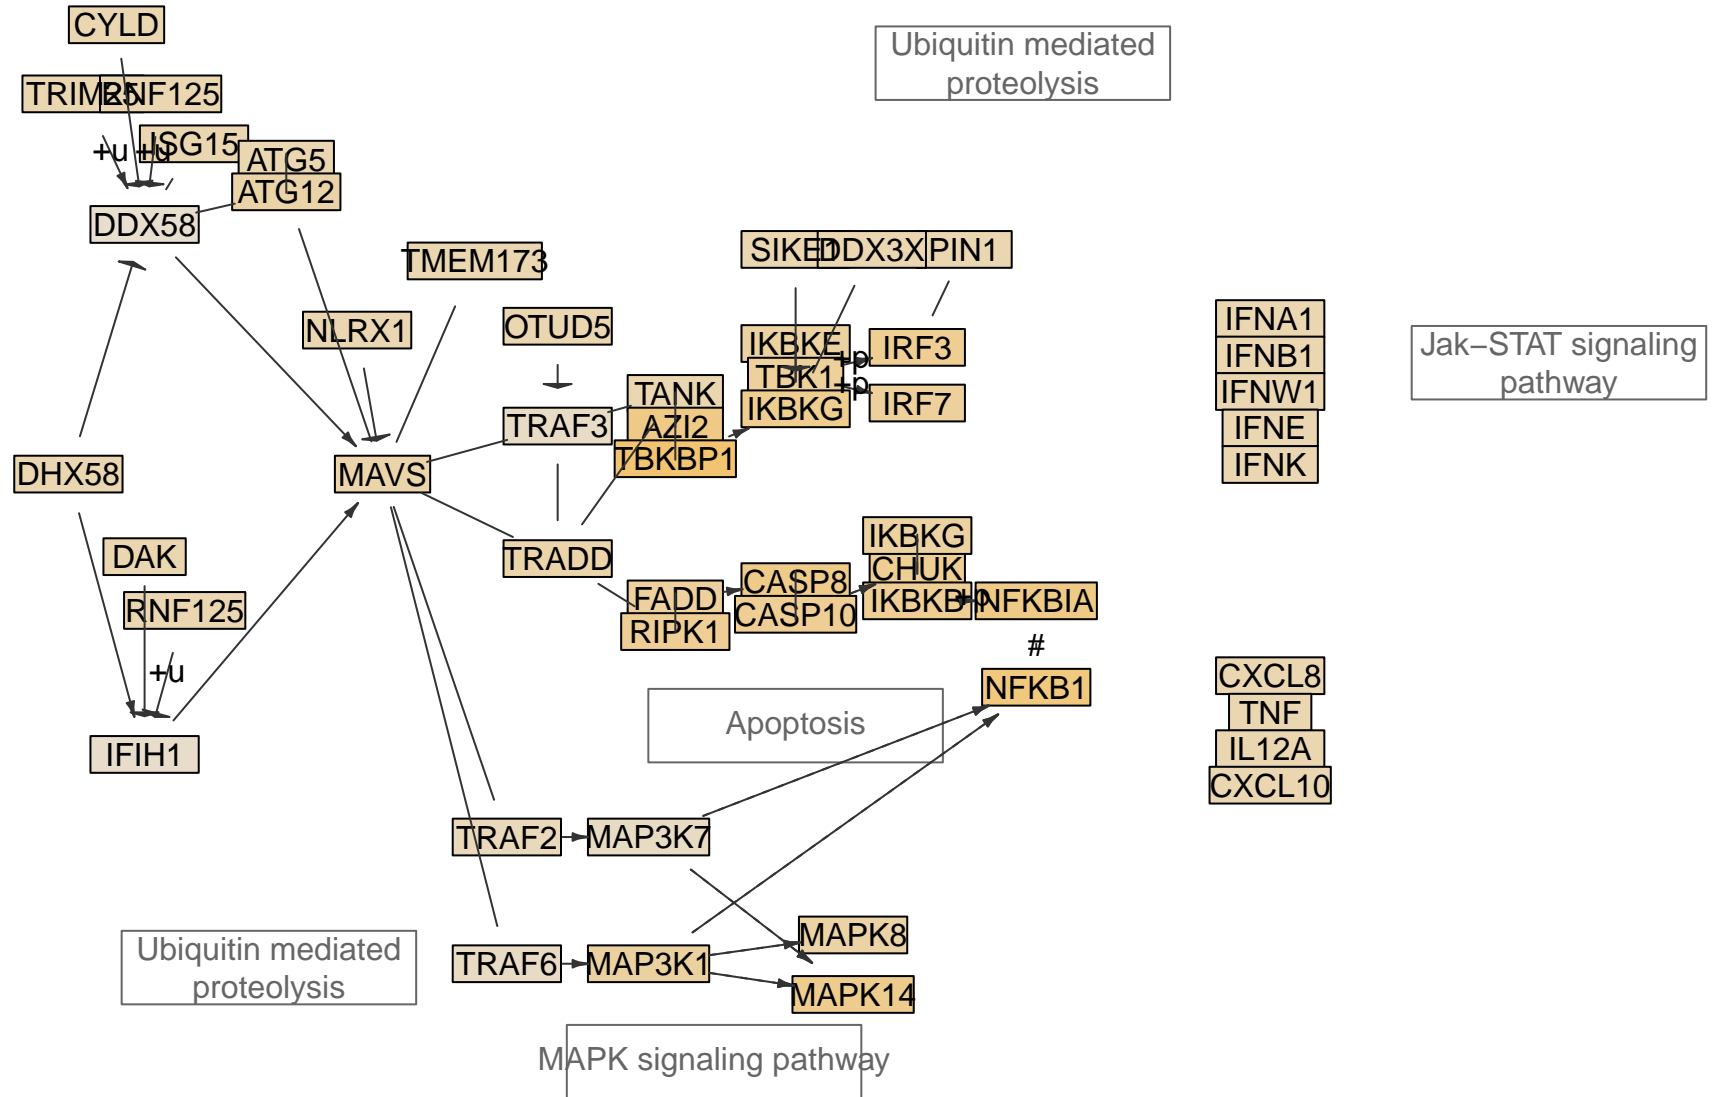 CYLD
Ubiquitin mediated
proteolysis
TRIM25
RNF125
+u
+u
ISG15
ATG5
ATG12
DDX58
TMEM173
SIKE1
DDX3X
PIN1
NLRX1
OTUD5
IKBKE
TBK1
IKBKG
+p
+p
IRF3
IRF7
IFNA1
IFNB1
IFNW1
IFNE
IFNK
Jak−STAT signaling
pathway
TRAF3
TANK
AZI2
TBKBP1
DHX58
MAVS
DAK
RNF125
+u
IFIH1
TRADD
FADD
RIPK1
CASP8
CASP10
IKBKG
CHUK
IKBKB
+p
NFKBIA
#
NFKB1
CXCL8
TNF
IL12A
CXCL10
Apoptosis
TRAF2
MAP3K7
TRAF6
MAP3K1
MAPK8
MAPK14
Ubiquitin mediated
proteolysis
MAPK signaling pathway